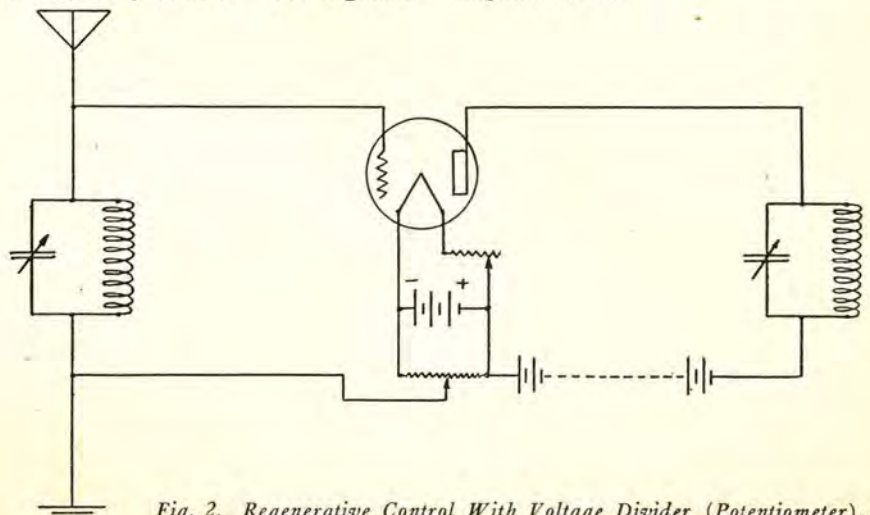 − +
Fig. 2. Regenerative Control With Voltage Divider (Potentiometer).